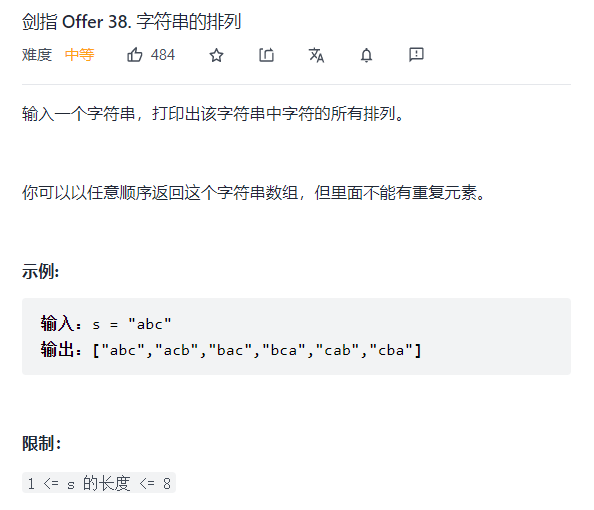 剑指 Offer 38. 字符串的排列
难度 中等 484
输入一个字符串，打印出该字符串中字符的所有排列。
你可以以任意顺序返回这个字符串数组，但里面不能有重复元素。
示例:
输入：s = "abc"
输出：["abc","acb","bac","bca","cab","cba"]
限制：
1 <= s 的长度 <= 8